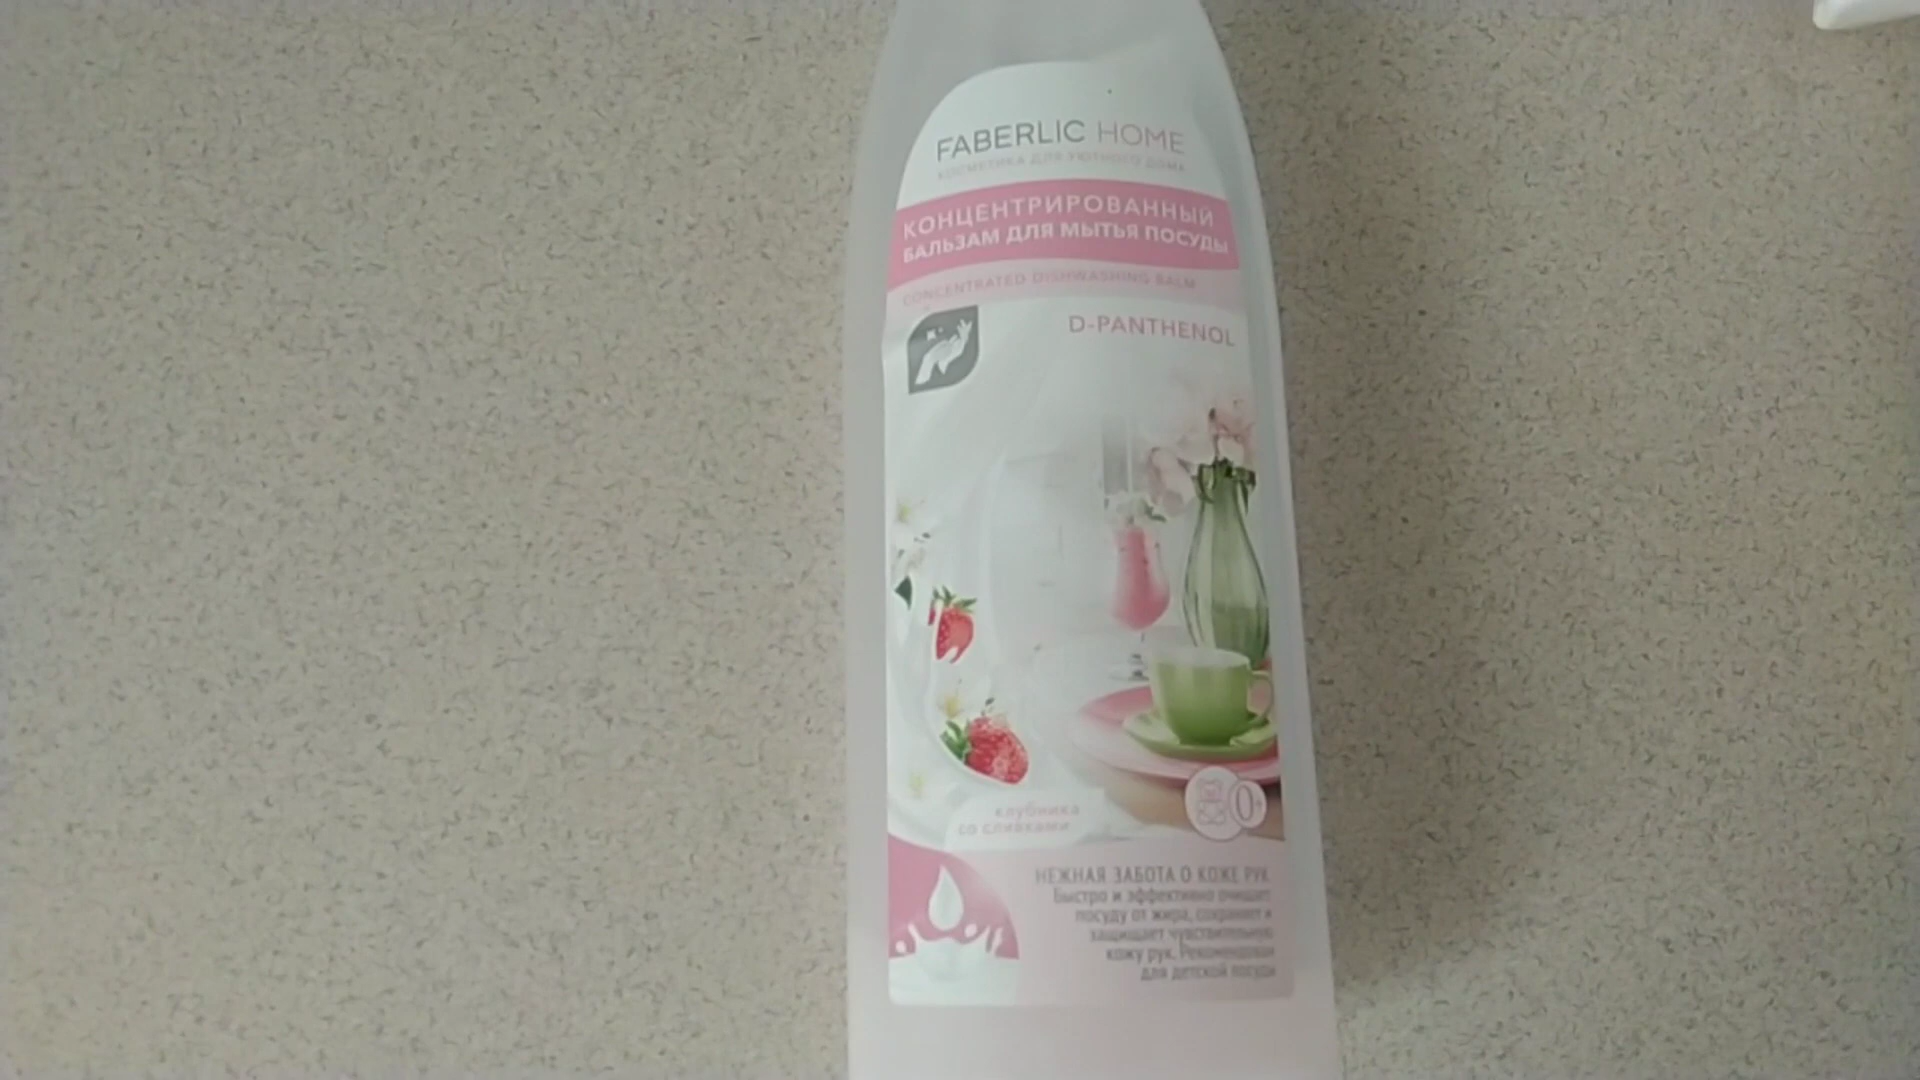 FABERLIC HOME
КОСМЕТИКА ДЛЯ УЮТНОГО ДОМА
КОНЦЕНТРИРОВАННЫЙ
БАЛЬЗАМ ДЛЯ МЫТЬЯ ПОСУДЫ
CONCENTRATED DISHWASHING BALM
D-PANTHENOL
клубника
со сливками
0+
НЕЖНАЯ ЗАБОТА О КОЖЕ РУК
Быстро и эффективно очищает
посуду от жира, сохраняет и
защищает чувствительную
кожу рук. Рекомендован
для детской посуды